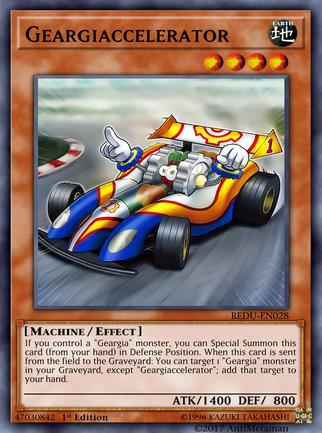 Geargiaccelerator
EARTH
地
1
REDU-EN028
[Machine / Effect]
If you control a "Geargia" monster, you can Special Summon this
card (from your hand) in Defense Position. When this card is sent
from the field to the Graveyard: You can target 1 "Geargia" monster
in your Graveyard, except "Geargiaccelerator"; add that target to
your hand.
ATK/1400 DEF/ 800
47030842 1st Edition ©1996 KAZUKI TAKAHASHI
©2017 AntiMetaman